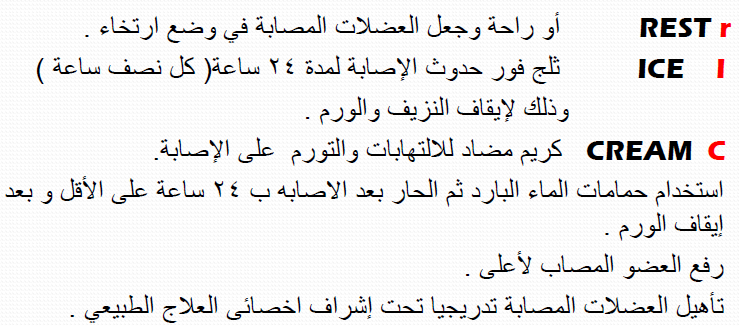 r REST أو راحة وجعل العضلات المصابة في وضع ارتخاء .
I ICE ثلج فور حدوث الإصابة لمدة ٢٤ ساعة( كل نصف ساعة )
وذلك لإيقاف النزيف والورم .
C CREAM كريم مضاد للالتهابات والتورم على الإصابة.
استخدام حمامات الماء البارد ثم الحار بعد الاصابه ب ٢٤ ساعة على الأقل و بعد
إيقاف الورم .
رفع العضو المصاب لأعلى .
تأهيل العضلات المصابة تدريجيا تحت إشراف اخصائى العلاج الطبيعي .